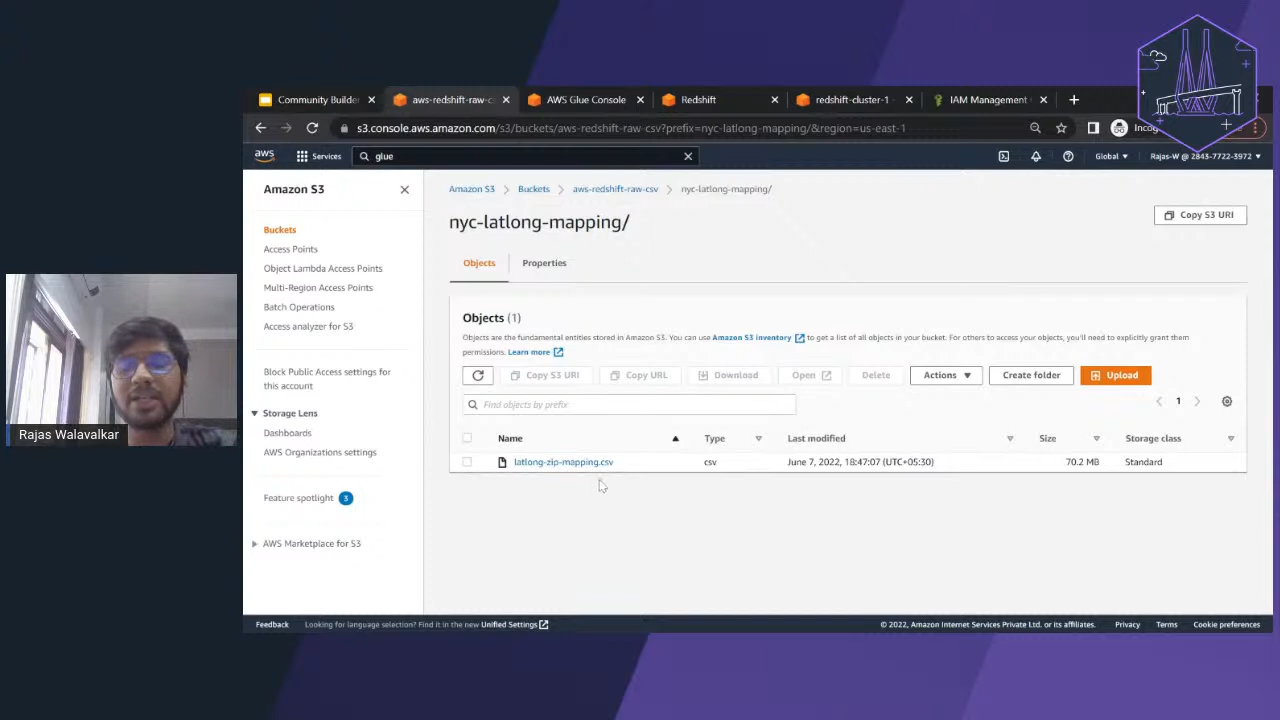 Community Builder
aws-redshift-raw-c
AWS Glue Console
Redshift
redshift-cluster-1 -
IAM Management
s3.console.aws.amazon.com/s3/buckets/aws-redshift-raw-csv?prefix=nyc-latlong-mapping/&region=us-east-1
aws
Services
glue
Global
Rajas-W @ 2843-7722-3972
Amazon S3
Buckets
Access Points
Object Lambda Access Points
Multi-Region Access Points
Batch Operations
Access analyzer for S3
Block Public Access settings for
this account
Storage Lens
Dashboards
AWS Organizations settings
Feature spotlight 3
AWS Marketplace for S3
Amazon S3 > Buckets > aws-redshift-raw-csv > nyc-latlong-mapping/
nyc-latlong-mapping/
Copy S3 URI
Objects
Properties
Objects (1)
Objects are the fundamental entities stored in Amazon S3. You can use Amazon S3 inventory to get a list of all objects in your bucket. For others to access your objects, you'll need to explicitly grant them
permissions. Learn more
Copy S3 URI
Copy URL
Download
Open
Delete
Actions
Create folder
Upload
Find objects by prefix
1
Name
Type
Last modified
Size
Storage class
latlong-zip-mapping.csv
csv
June 7, 2022, 18:47:07 (UTC+05:30)
70.2 MB
Standard
Rajas Walavalkar
Feedback
Looking for language selection? Find it in the new Unified Settings
© 2022, Amazon Internet Services Private Ltd. or its affiliates.
Privacy
Terms
Cookie preferences